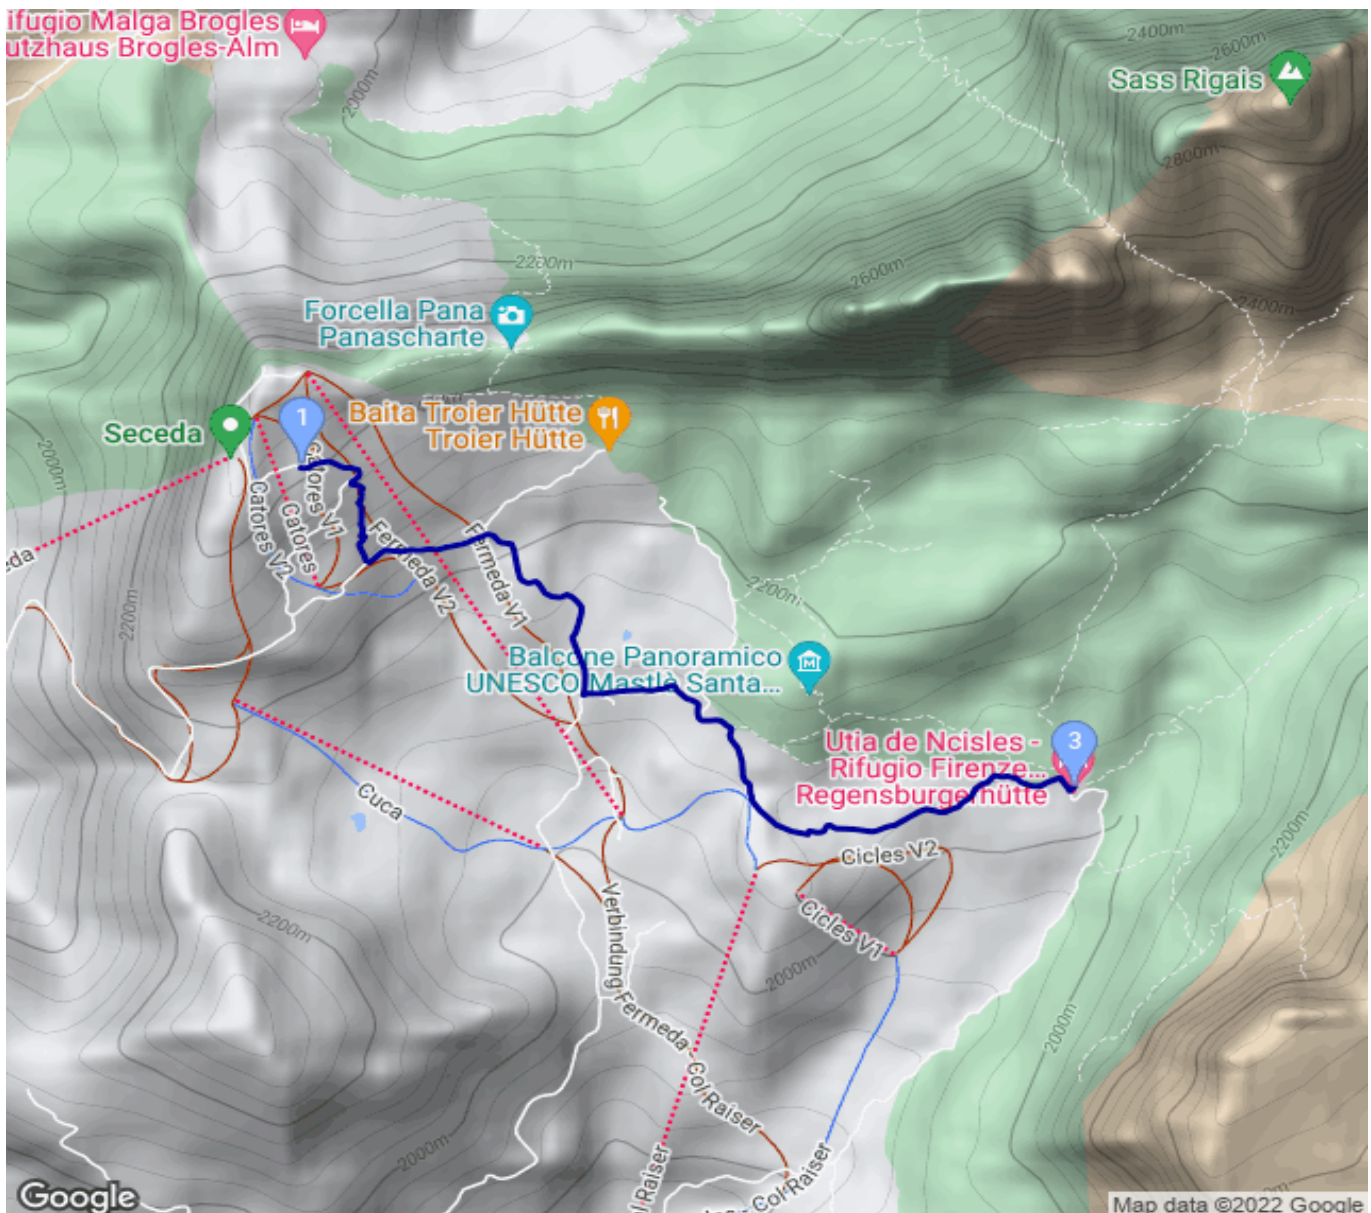 ifugio Malga Brogles
utzhaus Brogles-Alm
2400m
2600m
Sass Rigais
2000m
2800m
2200m
2600m
2400m
Forcella Pana
Panascharte
Baita Troier Hütte
Troier Hütte
Seceda
1
2000m
Catores V1
Catores
Catores V2
Fermeda V1
Fermeda V2
eda
2200m
2200m
Balcone Panoramico
UNESCO Mastlè Santa...
Utia de Ncisles -
Rifugio Firenze...
Regensburgerhütte
3
Cuca
Cicles V2
Cicles V1
2200m
2200m
2000m
2000m
Verbindung Fermeda - Col Raiser
2000m
Col Raiser
l Raiser
Google
Map data ©2022 Google